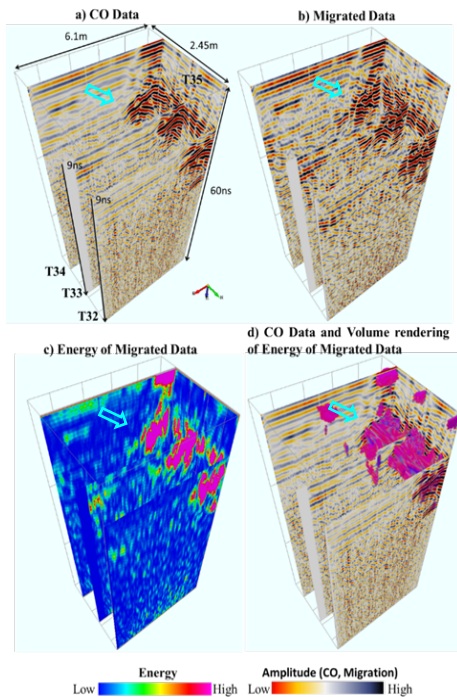 a) CO Data
b) Migrated Data
6.1m
2.45m
T35
9ns
9ns
60ns
T34
T33
T32
c) Energy of Migrated Data
d) CO Data and Volume rendering
of Energy of Migrated Data
Energy
Low High
Amplitude (CO, Migration)
Low High